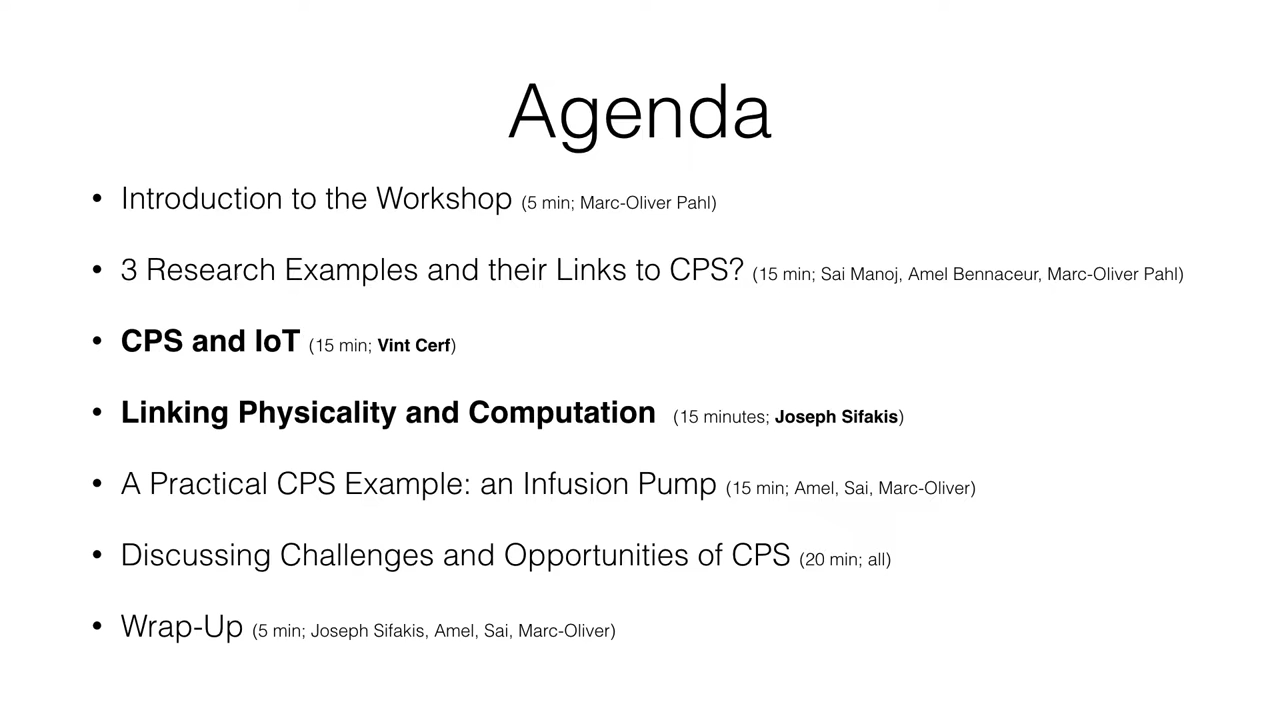 Agenda
• Introduction to the Workshop (5 min; Marc-Oliver Pahl)
• 3 Research Examples and their Links to CPS? (15 min; Sai Manoj, Amel Bennaceur, Marc-Oliver Pahl)
• CPS and IoT (15 min; Vint Cerf)
• Linking Physicality and Computation (15 minutes; Joseph Sifakis)
• A Practical CPS Example: an Infusion Pump (15 min; Amel, Sai, Marc-Oliver)
• Discussing Challenges and Opportunities of CPS (20 min; all)
• Wrap-Up (5 min; Joseph Sifakis, Amel, Sai, Marc-Oliver)